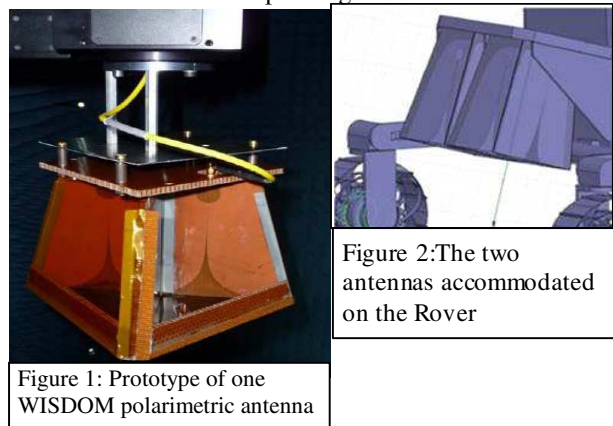 Figure 1: Prototype of one
WISDOM polarimetric antenna
Figure 2:The two
antennas accommodated
on the Rover